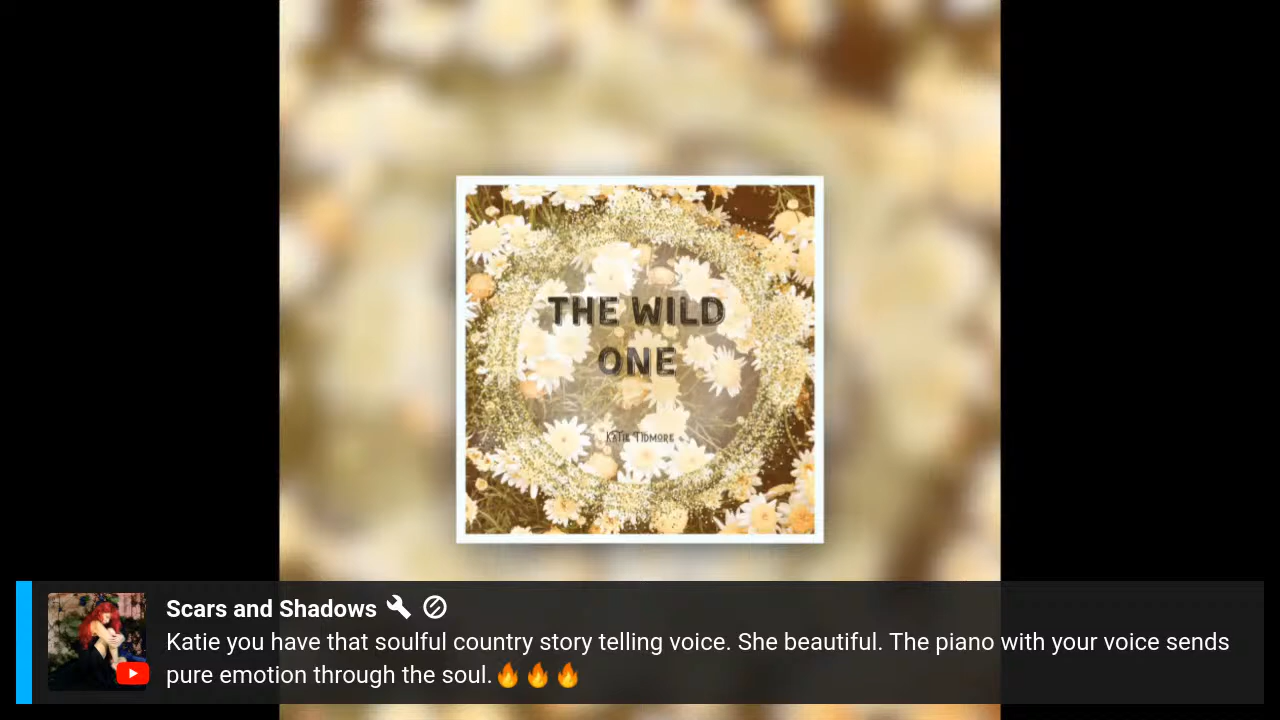 THE WILD
ONE
KATIE TIDMORE
Scars and Shadows
Katie you have that soulful country story telling voice. She beautiful. The piano with your voice sends
pure emotion through the soul.🔥🔥🔥